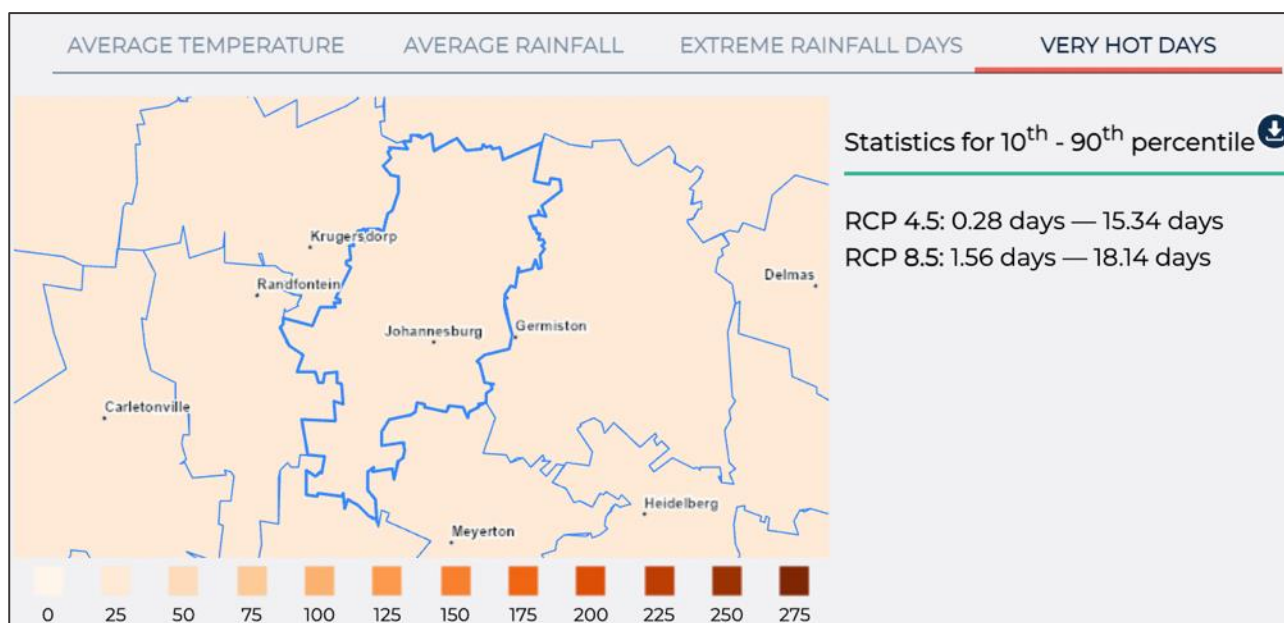 AVERAGE TEMPERATURE AVERAGE RAINFALL EXTREME RAINFALL DAYS VERY HOT DAYS
Statistics for 10th - 90th percentile
RCP 4.5: 0.28 days — 15.34 days
RCP 8.5: 1.56 days — 18.14 days
Krugersdorp
Randfontein
Delmas
Johannesburg
Germiston
Carletonville
Heidelberg
Meyerton
0 25 50 75 100 125 150 175 200 225 250 275